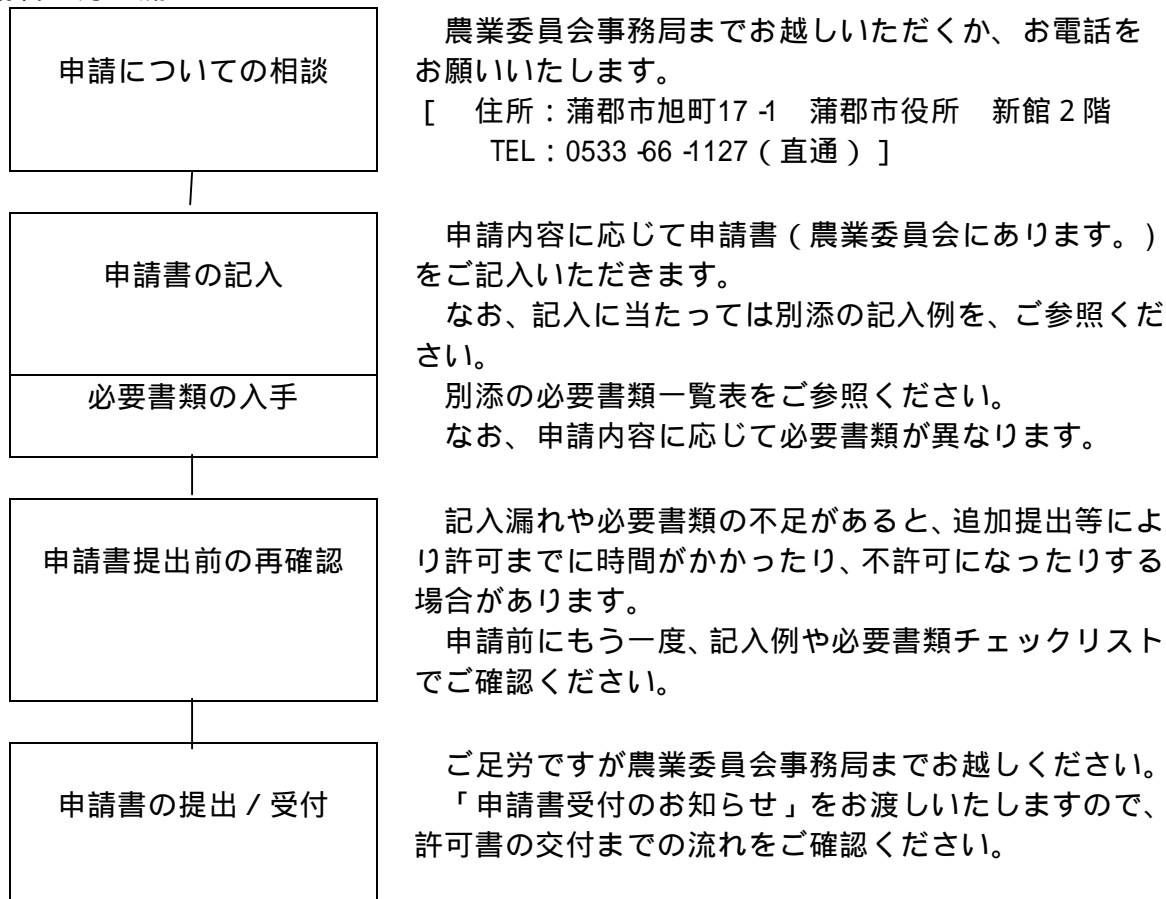 申請についての相談
農業委員会事務局までお越しいただくか、お電話を
お願いいたします。
[ 住所：蒲郡市旭町17-1 蒲郡市役所 新館２階
TEL：0533-66-1127（直通）]
申請書の記入
申請内容に応じて申請書（農業委員会にあります。）
をご記入いただきます。
なお、記入に当たっては別添の記入例を、ご参照くだ
さい。
必要書類の入手
別添の必要書類一覧表をご参照ください。
なお、申請内容に応じて必要書類が異なります。
申請書提出前の再確認
記入漏れや必要書類の不足があると、追加提出等によ
り許可までに時間がかかったり、不許可になったりする
場合があります。
申請前にもう一度、記入例や必要書類チェックリスト
でご確認ください。
申請書の提出／受付
ご足労ですが農業委員会事務局までお越しください。
「申請書受付のお知らせ」をお渡しいたしますので、
許可書の交付までの流れをご確認ください。